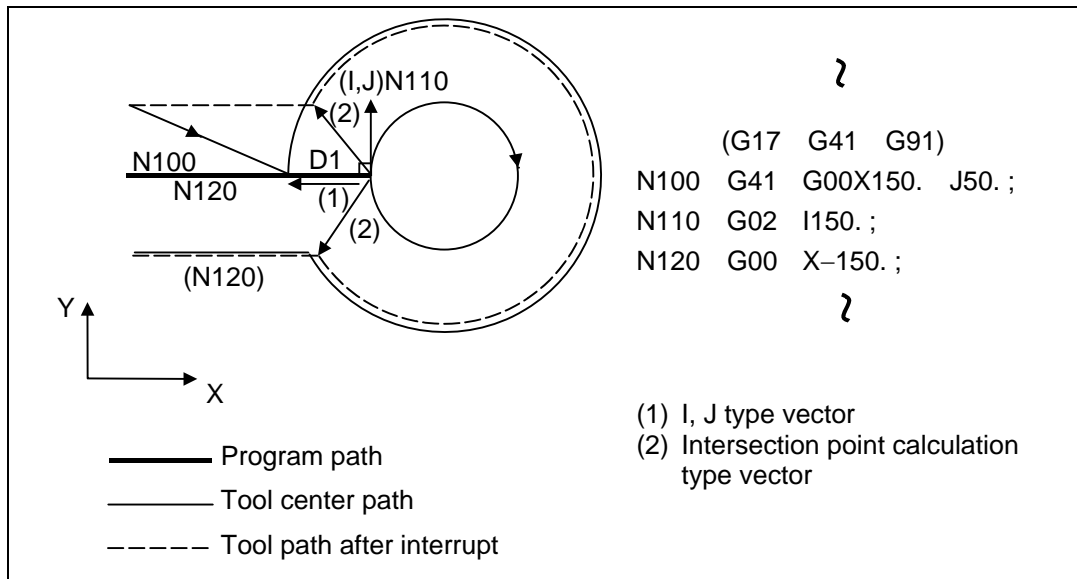 (I,J)N110
(2)
N100
D1
N120
(1)
(2)
(N120)
Y
X
Program path
Tool center path
Tool path after interrupt
~
(G17 G41 G91)
N100 G41 G00X150. J50. ;
N110 G02 I150. ;
N120 G00 X−150. ;
~
(1) I, J type vector
(2) Intersection point calculation
type vector